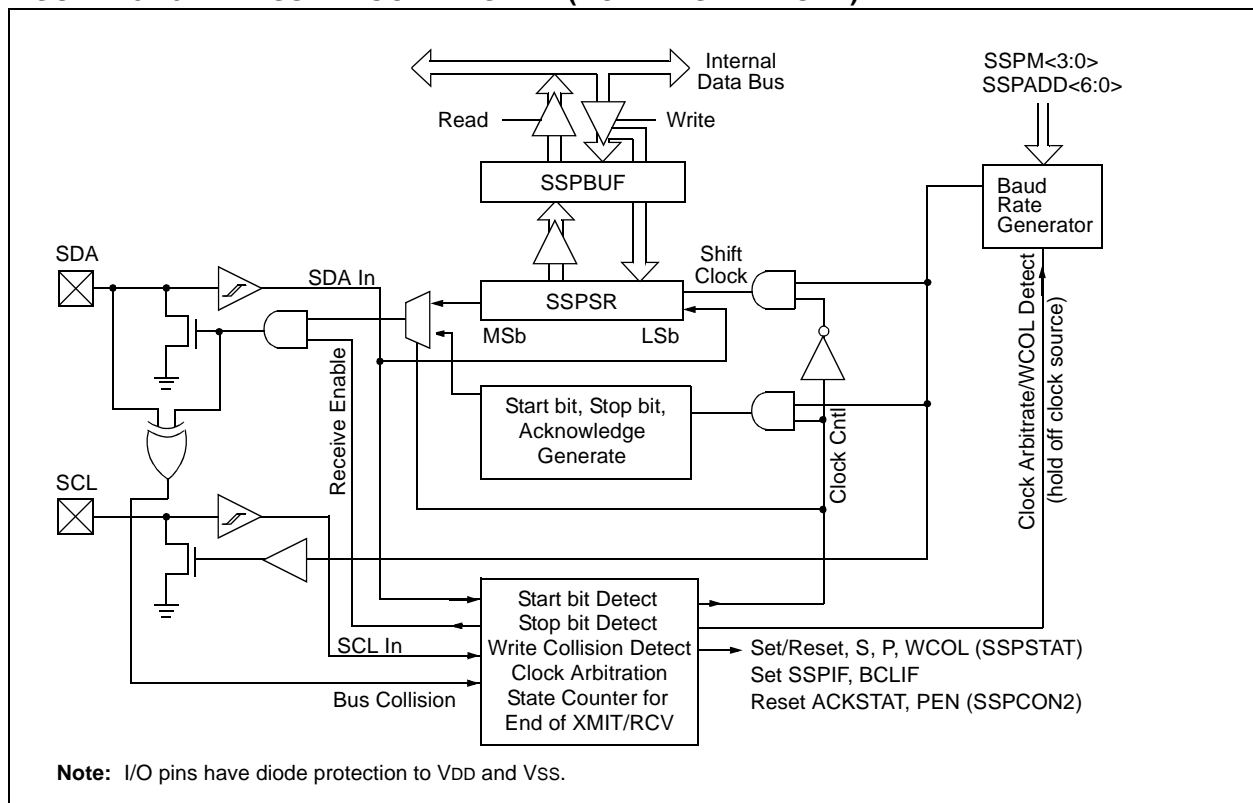 Internal
Data Bus
SSPM<3:0>
SSPADD<6:0>
Read
Write
SSPBUF
Baud
Rate
Generator
SDA
SDA In
Shift
Clock
SSPSR
MSb
LSb
Clock Arbitrate/WCOL Detect
(hold off clock source)
Start bit, Stop bit,
Acknowledge
Generate
Receive Enable
Clock Cntl
SCL
SCL In
Bus Collision
Start bit Detect
Stop bit Detect
Write Collision Detect
Clock Arbitration
State Counter for
End of XMIT/RCV
Set/Reset, S, P, WCOL (SSPSTAT)
Set SSPIF, BCLIF
Reset ACKSTAT, PEN (SSPCON2)
Note: I/O pins have diode protection to VDD and VSS.